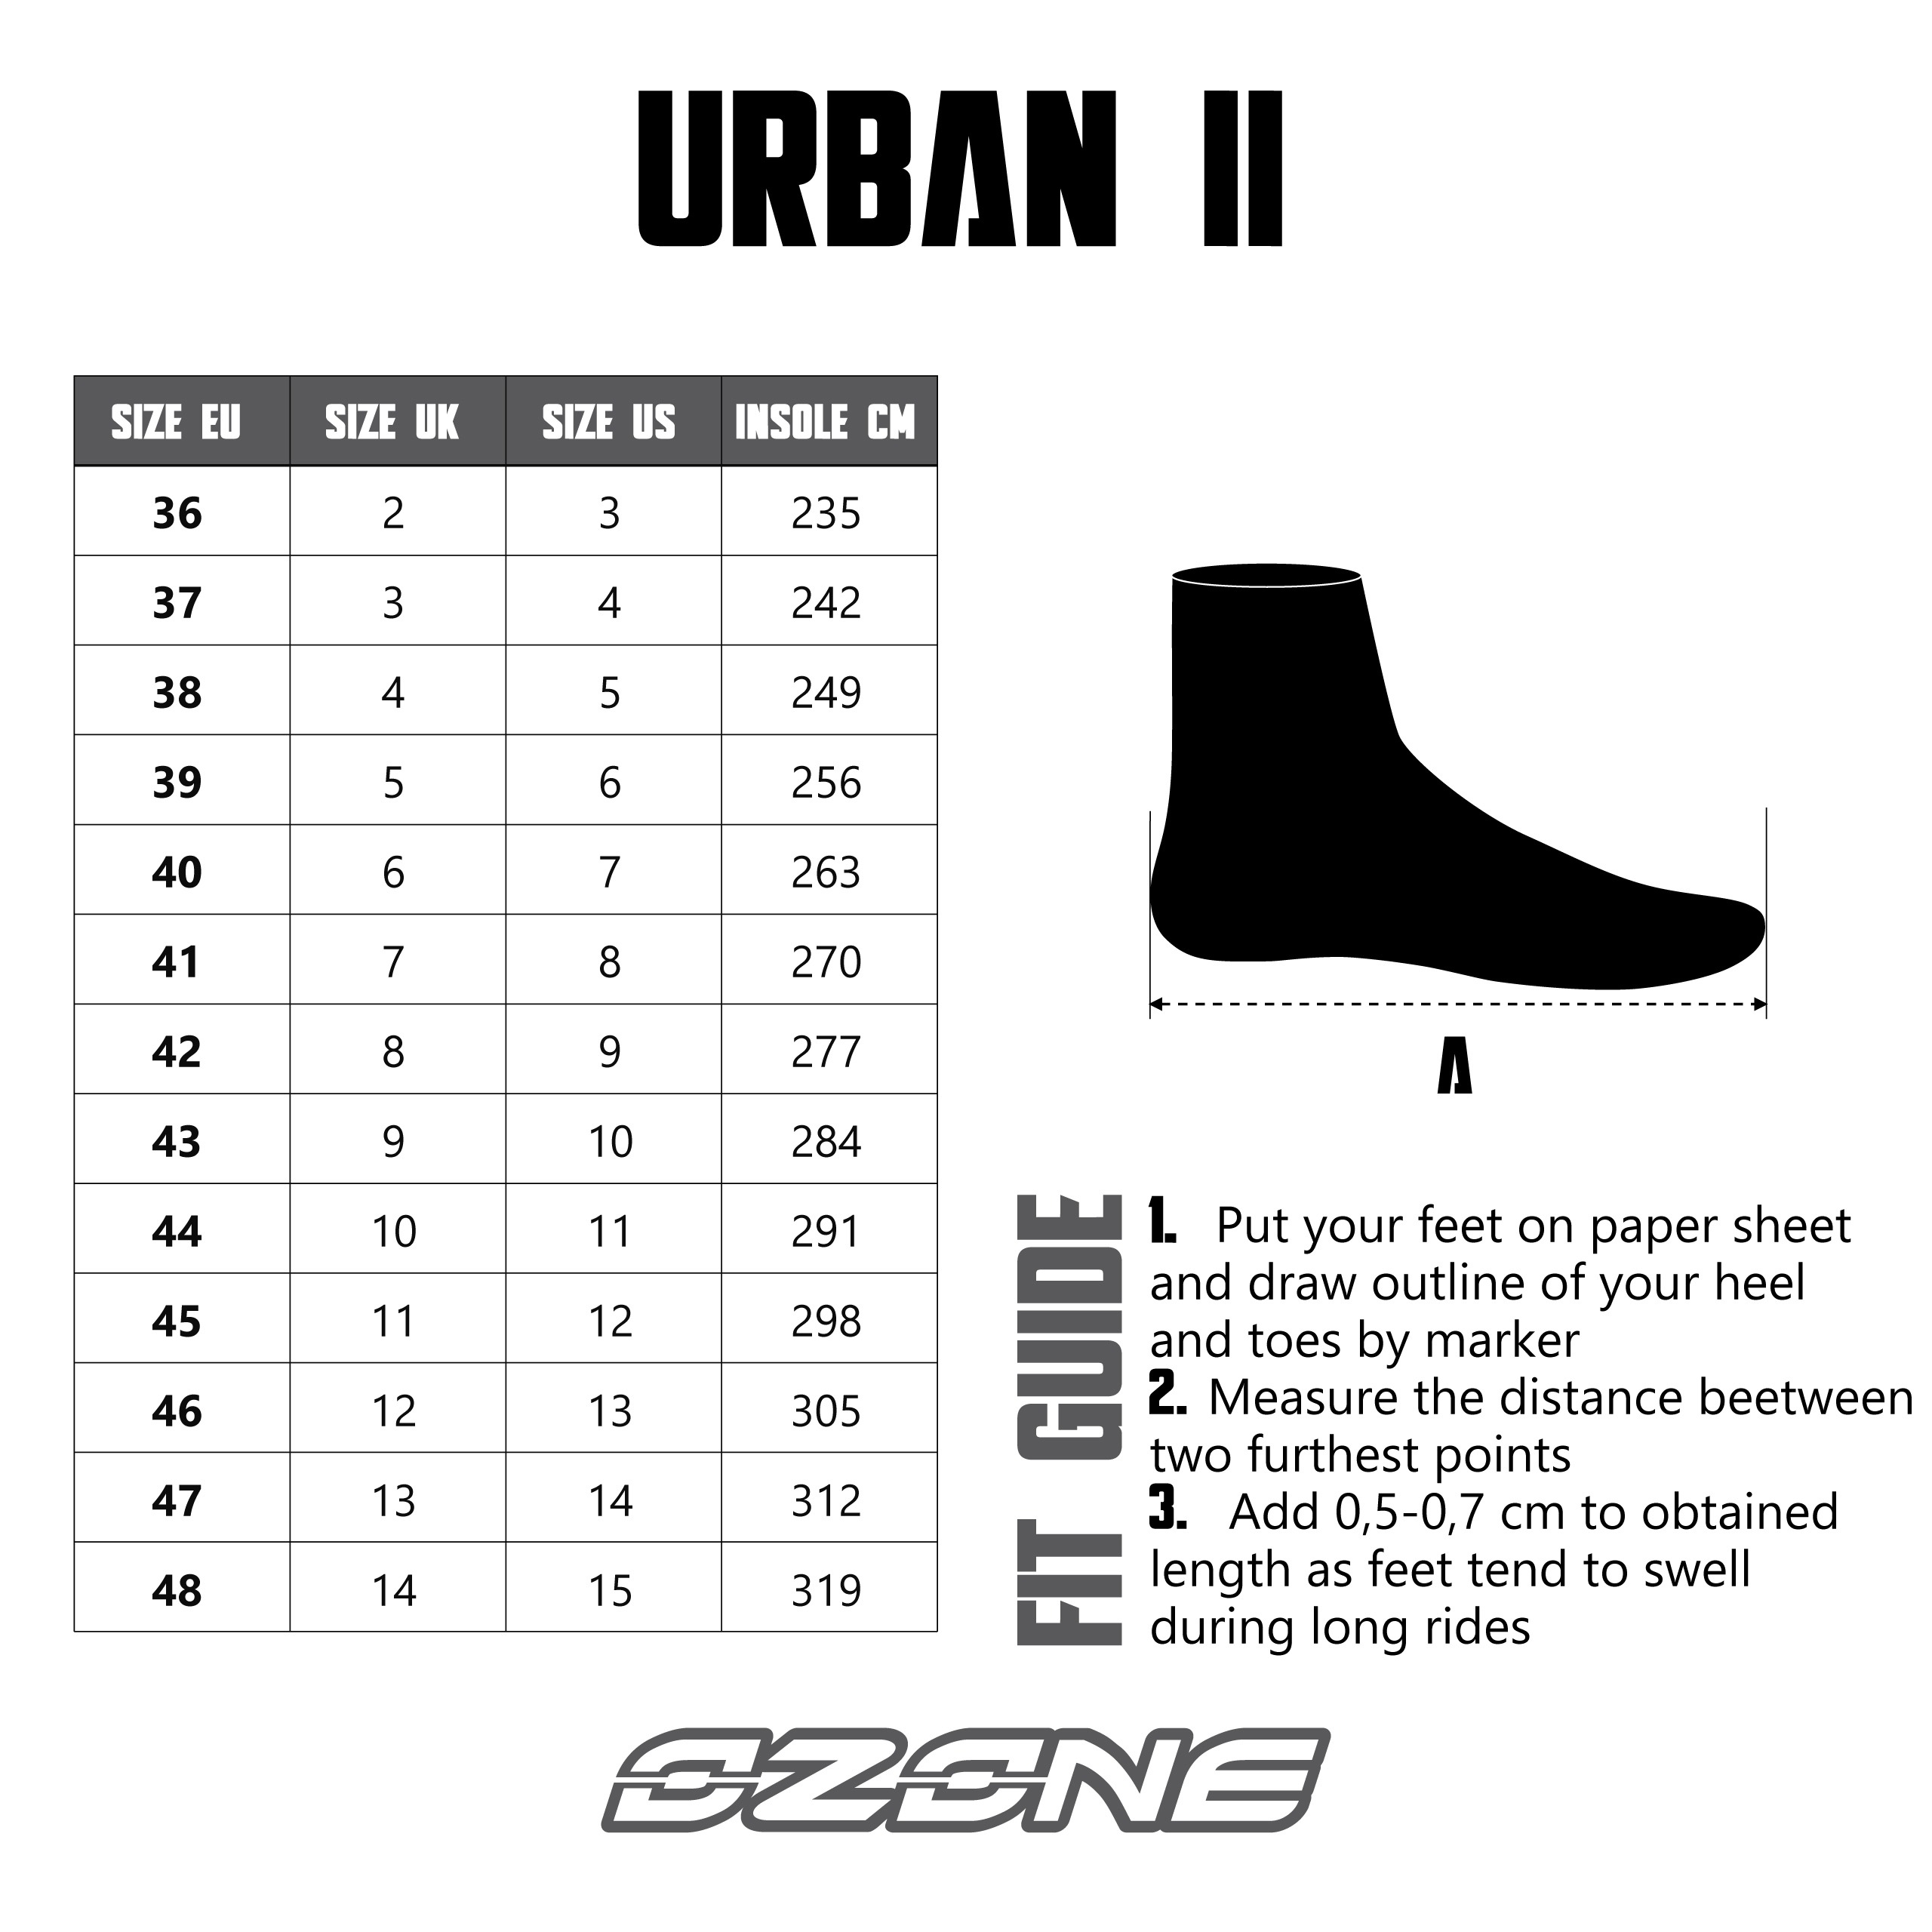 URBAN II
SIZE EU SIZE UK SIZE US INSOLE CM
36 2 3 235
37 3 4 242
38 4 5 249
39 5 6 256
40 6 7 263
41 7 8 270
42 8 9 277
43 9 10 284
44 10 11 291
45 11 12 298
46 12 13 305
47 13 14 312
48 14 15 319
A
FIT GUIDE
1. Put your feet on paper sheet
and draw outline of your heel
and toes by marker
2. Measure the distance beetween
two furthest points
3. Add 0,5-0,7 cm to obtained
length as feet tend to swell
during long rides
OZONE